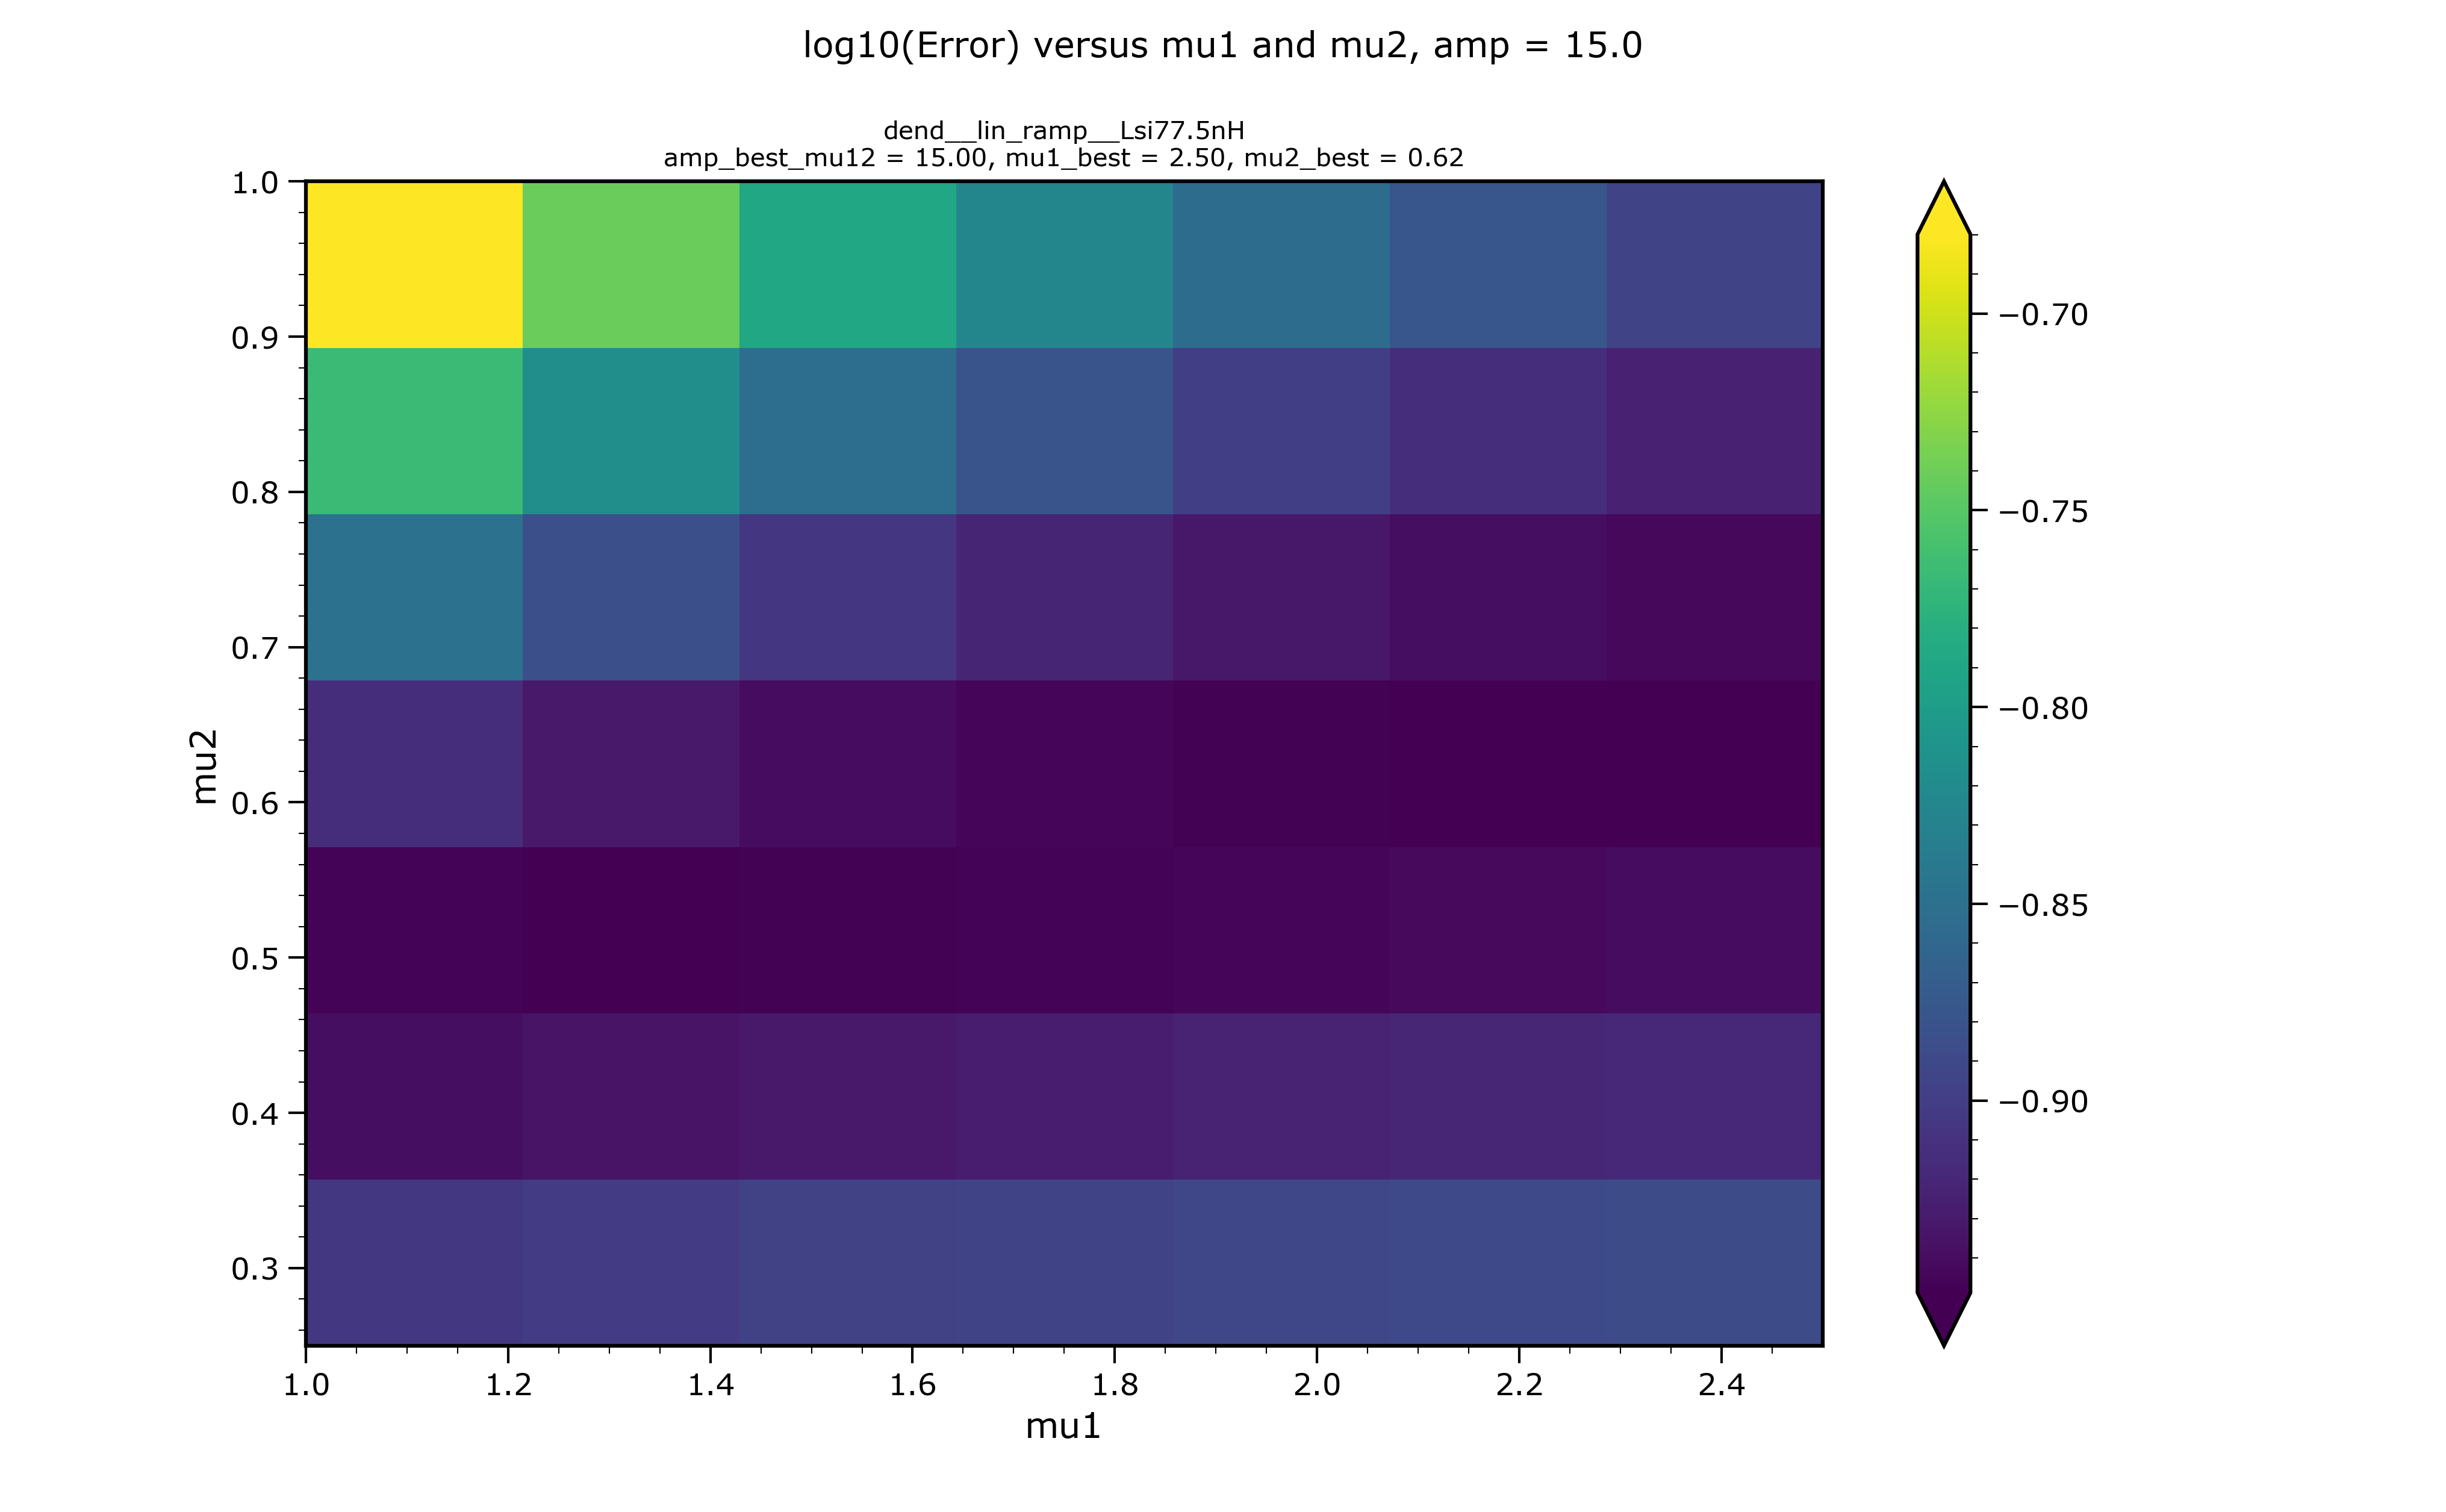 log10(Error) versus mu1 and mu2, amp = 15.0
dend__lin_ramp__Lsi77.5nH
amp_best_mu12 = 15.00, mu1_best = 2.50, mu2_best = 0.62
1.0
0.9
0.8
0.7
0.6
0.5
0.4
0.3
mu2
1.0 1.2 1.4 1.6 1.8 2.0 2.2 2.4
mu1
−0.70
−0.75
−0.80
−0.85
−0.90